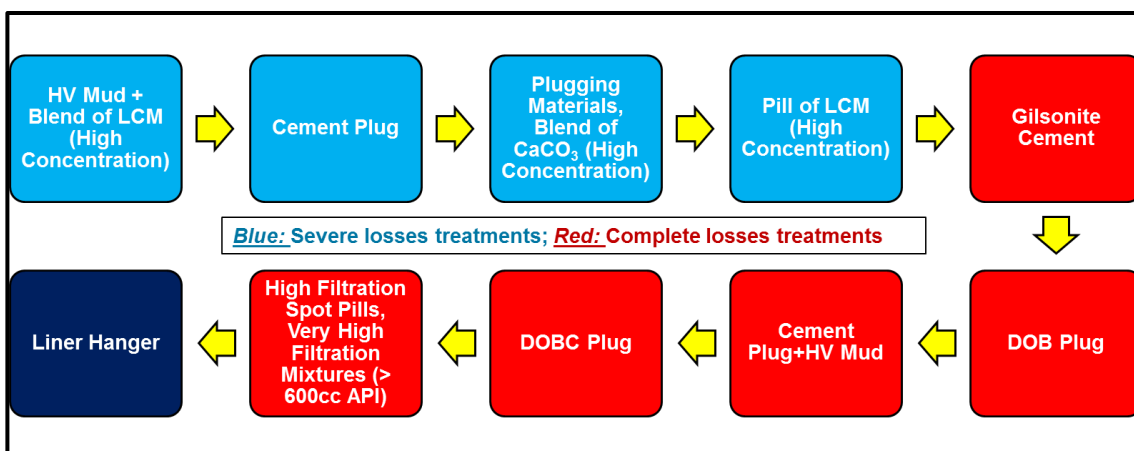 HV Mud +
Blend of LCM
(High
Concentration)
Cement Plug
Plugging
Materials,
Blend of
CaCO₃ (High
Concentration)
Pill of LCM
(High
Concentration)
Gilsonite
Cement
Blue: Severe losses treatments; Red: Complete losses treatments
Liner Hanger
High Filtration
Spot Pills,
Very High
Filtration
Mixtures (>
600cc API)
DOBC Plug
Cement
Plug+HV Mud
DOB Plug